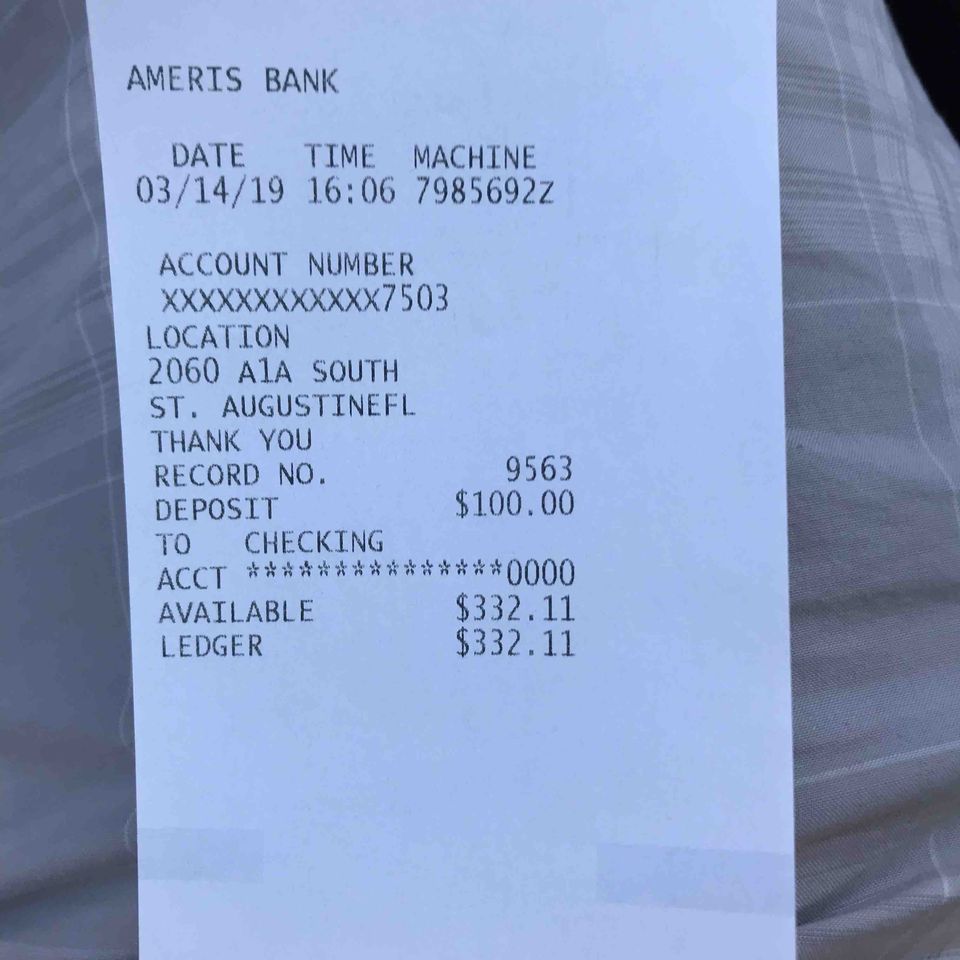 AMERIS BANK
DATE TIME MACHINE
03/14/19 16:06 7985692Z
ACCOUNT NUMBER
XXXXXXXXXXXX7503
LOCATION
2060 A1A SOUTH
ST. AUGUSTINEFL
THANK YOU
RECORD NO. 9563
DEPOSIT $100.00
TO CHECKING
ACCT ***************0000
AVAILABLE $332.11
LEDGER $332.11